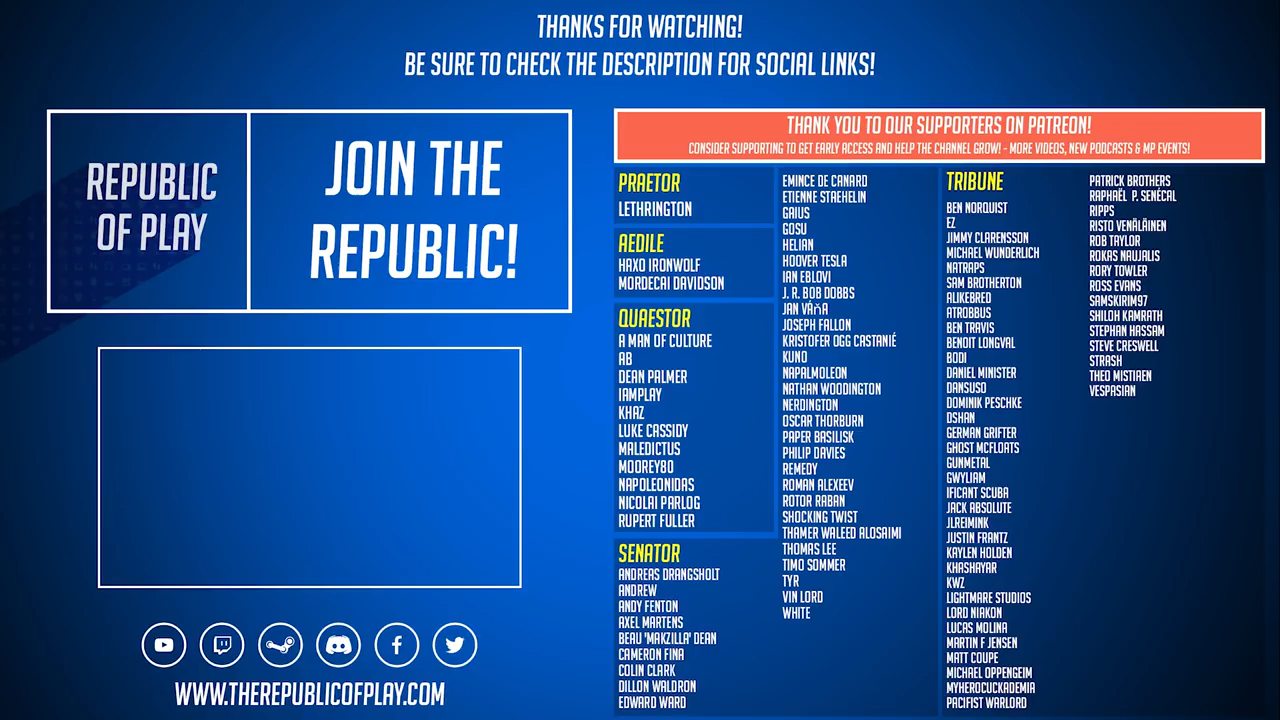 THANKS FOR WATCHING!
BE SURE TO CHECK THE DESCRIPTION FOR SOCIAL LINKS!
REPUBLIC
OF PLAY
JOIN THE
REPUBLIC!
WWW.THEREPUBLICOFPLAY.COM
THANK YOU TO OUR SUPPORTERS ON PATREON!
CONSIDER SUPPORTING TO GET EARLY ACCESS AND HELP THE CHANNEL GROW! - MORE VIDEOS, NEW PODCASTS & MP EVENTS!
PRAETOR
LETHRINGTON
AEDILE
HAXO IRONWOLF
MORDECAI DAVIDSON
QUAESTOR
A MAN OF CULTURE
AB
DEAN PALMER
IAMPLAY
KHAZ
LUKE CASSIDY
MALEDICTUS
MOOREY80
NAPOLEONIDAS
NICOLAI PARLOG
RUPERT FULLER
SENATOR
ANDREAS DRANGSHOLT
ANDREW
ANDY FENTON
AXEL MARTENS
BEAU 'MAKZILLA' DEAN
CAMERON FINA
COLIN CLARK
DILLON WALDRON
EDWARD WARD
EMINCE DE CANARD
ETIENNE STAEHELIN
GAIUS
GOSU
HELIAN
HOOVER TESLA
IAN EBLOVI
J. R. BOB DOBBS
JAN VÁŇA
JOSEPH FALLON
KRISTOFER OGG CASTANIÉ
KUNO
NAPALMOLEON
NATHAN WOODINGTON
NERDINGTON
OSCAR THORBURN
PAPER BASILISK
PHILIP DAVIES
REMEDY
ROMAN ALEXEEV
ROTOR RABAN
SHOCKING TWIST
THAMER WALEED ALOSAIMI
THOMAS LEE
TIMO SOMMER
TYR
VIN LORD
WHITE
TRIBUNE
BEN NORQUIST
EZ
JIMMY CLARENSSON
MICHAEL WUNDERLICH
NATRAPS
SAM BROTHERTON
ALIKEBRED
ATROBBUS
BEN TRAVIS
BENOIT LONGVAL
BODI
DANIEL MINISTER
DANSUSO
DOMINIK PESCHKE
DSHAN
GERMAN GRIFTER
GHOST MCFLOATS
GUNMETAL
GWYLIAM
IFICANT SCUBA
JACK ABSOLUTE
JLREIMINK
JUSTIN FRANTZ
KAYLEN HOLDEN
KHASHAYAR
KWZ
LIGHTMARE STUDIOS
LORD NIAKON
LUCAS MOLINA
MARTIN F JENSEN
MATT COUPE
MICHAEL OPPENGEIM
MYHEROCUCKADEMIA
PACIFIST WARLORD
PATRICK BROTHERS
RAPHAËL P. SENÉCAL
RIPPS
RISTO VENÄLÄINEN
ROB TAYLOR
ROKAS NAUJALIS
RORY TOWLER
ROSS EVANS
SAMSKIRIM97
SHILOH KAMRATH
STEPHAN HASSAM
STEVE CRESWELL
STRASH
THEO MISTIAEN
VESPASIAN